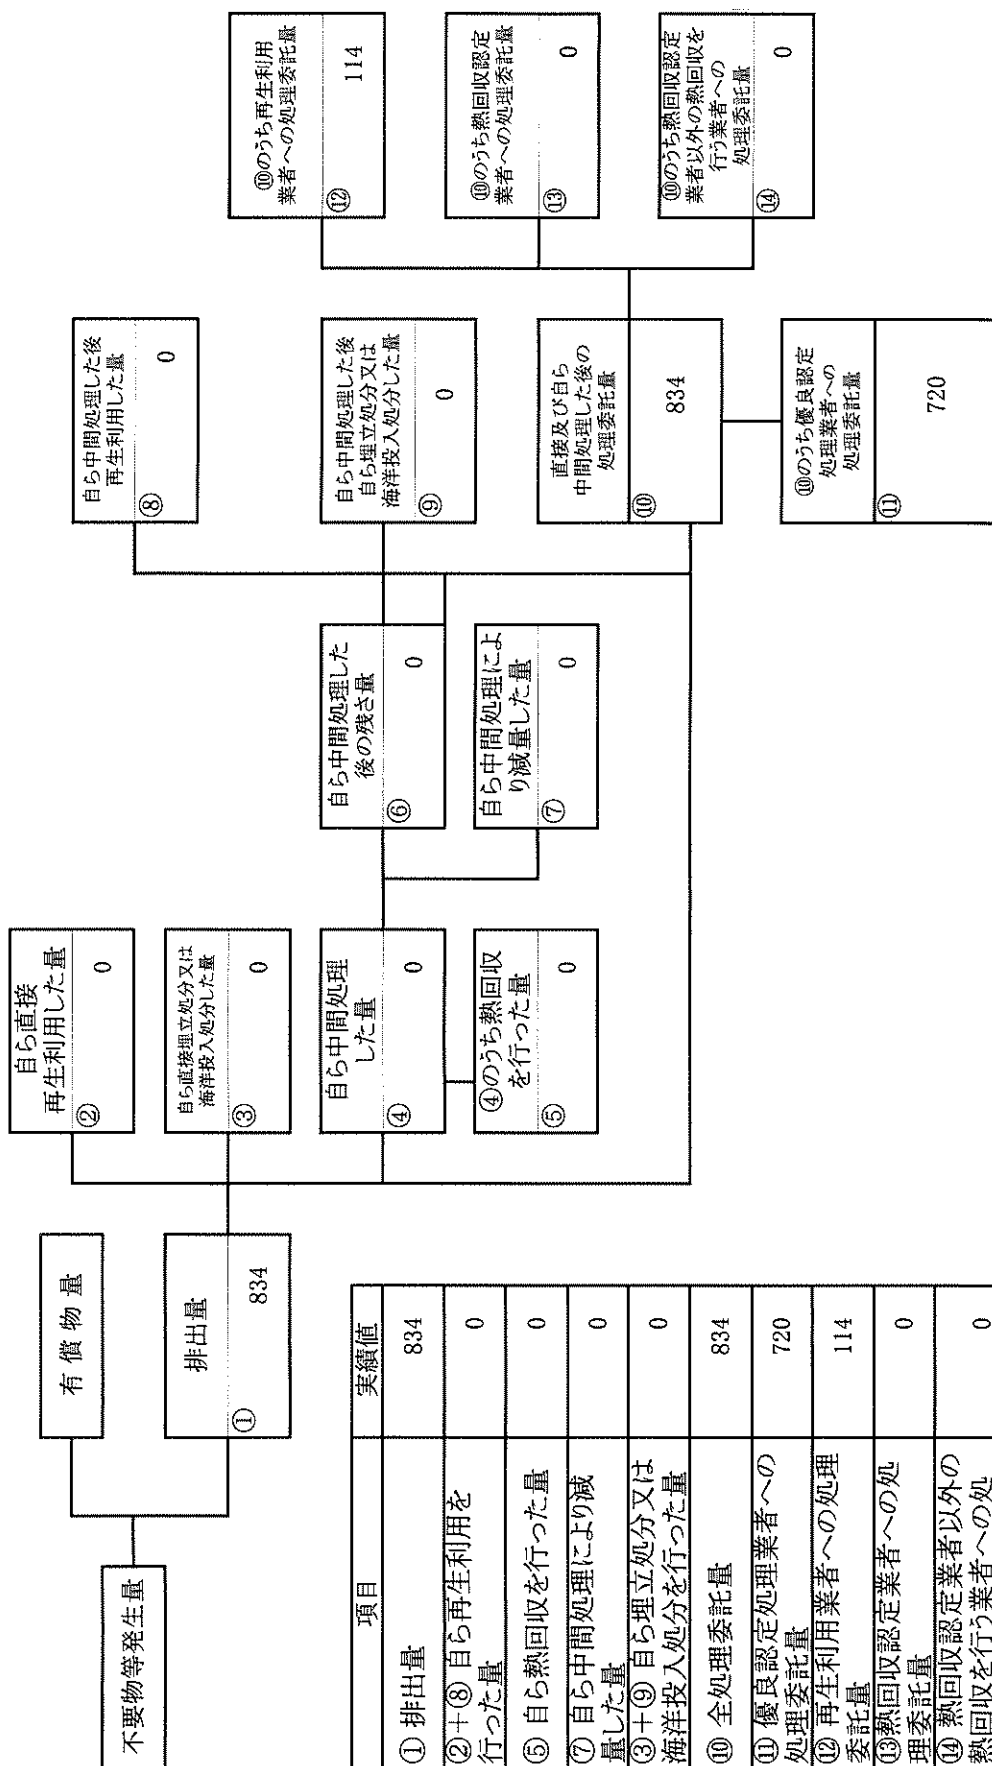 不要物等発生量
有償物量
排出量
①
834
自ら直接
再生利用した量
②
0
自ら直接埋立処分又は
海洋投入処分した量
③
0
自ら中間処理
した量
④
0
④のうち熱回収
を行った量
⑤
0
自ら中間処理した
後の残さ量
⑥
0
自ら中間処理によ
り減量した量
⑦
0
自ら中間処理した後
再生利用した量
⑧
0
自ら中間処理した後
自ら埋立処分又は
海洋投入処分した量
⑨
0
直接及び自ら
中間処理した後の
処理委託量
⑩
834
⑩のうち優良認定
処理業者への
処理委託量
⑪
720
⑩のうち再生利用
業者への処理委託量
⑫
114
⑩のうち熱回収認定
業者への処理委託量
⑬
0
⑩のうち熱回収認定
業者以外の熱回収を
行う業者への
処理委託量
⑭
0
項目 実績値
① 排出量 834
②+⑧ 自ら再生利用を
行った量 0
⑤ 自ら熱回収を行った量 0
⑦ 自ら中間処理により減
量した量 0
③+⑨ 自ら埋立処分又は
海洋投入処分を行った量 0
⑩ 全処理委託量 834
⑪ 優良認定処理業者への
処理委託量 720
⑫ 再生利用業者への処理
委託量 114
⑬熱回収認定業者への処
理委託量 0
⑭ 熱回収認定業者以外の
熱回収を行う業者への処 0